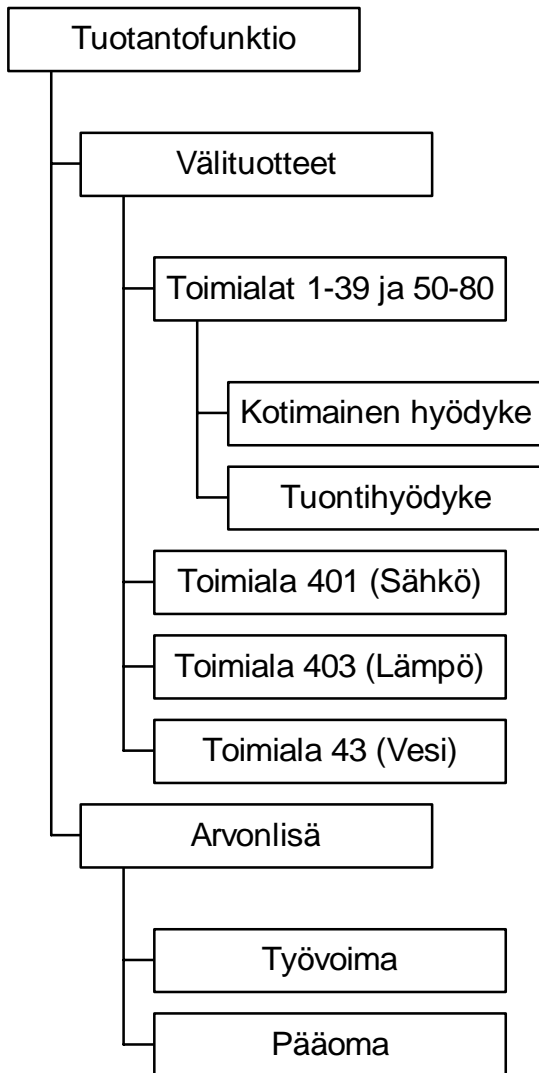 Tuotantofunktio
Välituotteet
Toimialat 1-39 ja 50-80
Kotimainen hyödyke
Tuontihyödyke
Toimiala 401 (Sähkö)
Toimiala 403 (Lämpö)
Toimiala 43 (Vesi)
Arvonlisä
Työvoima
Pääoma